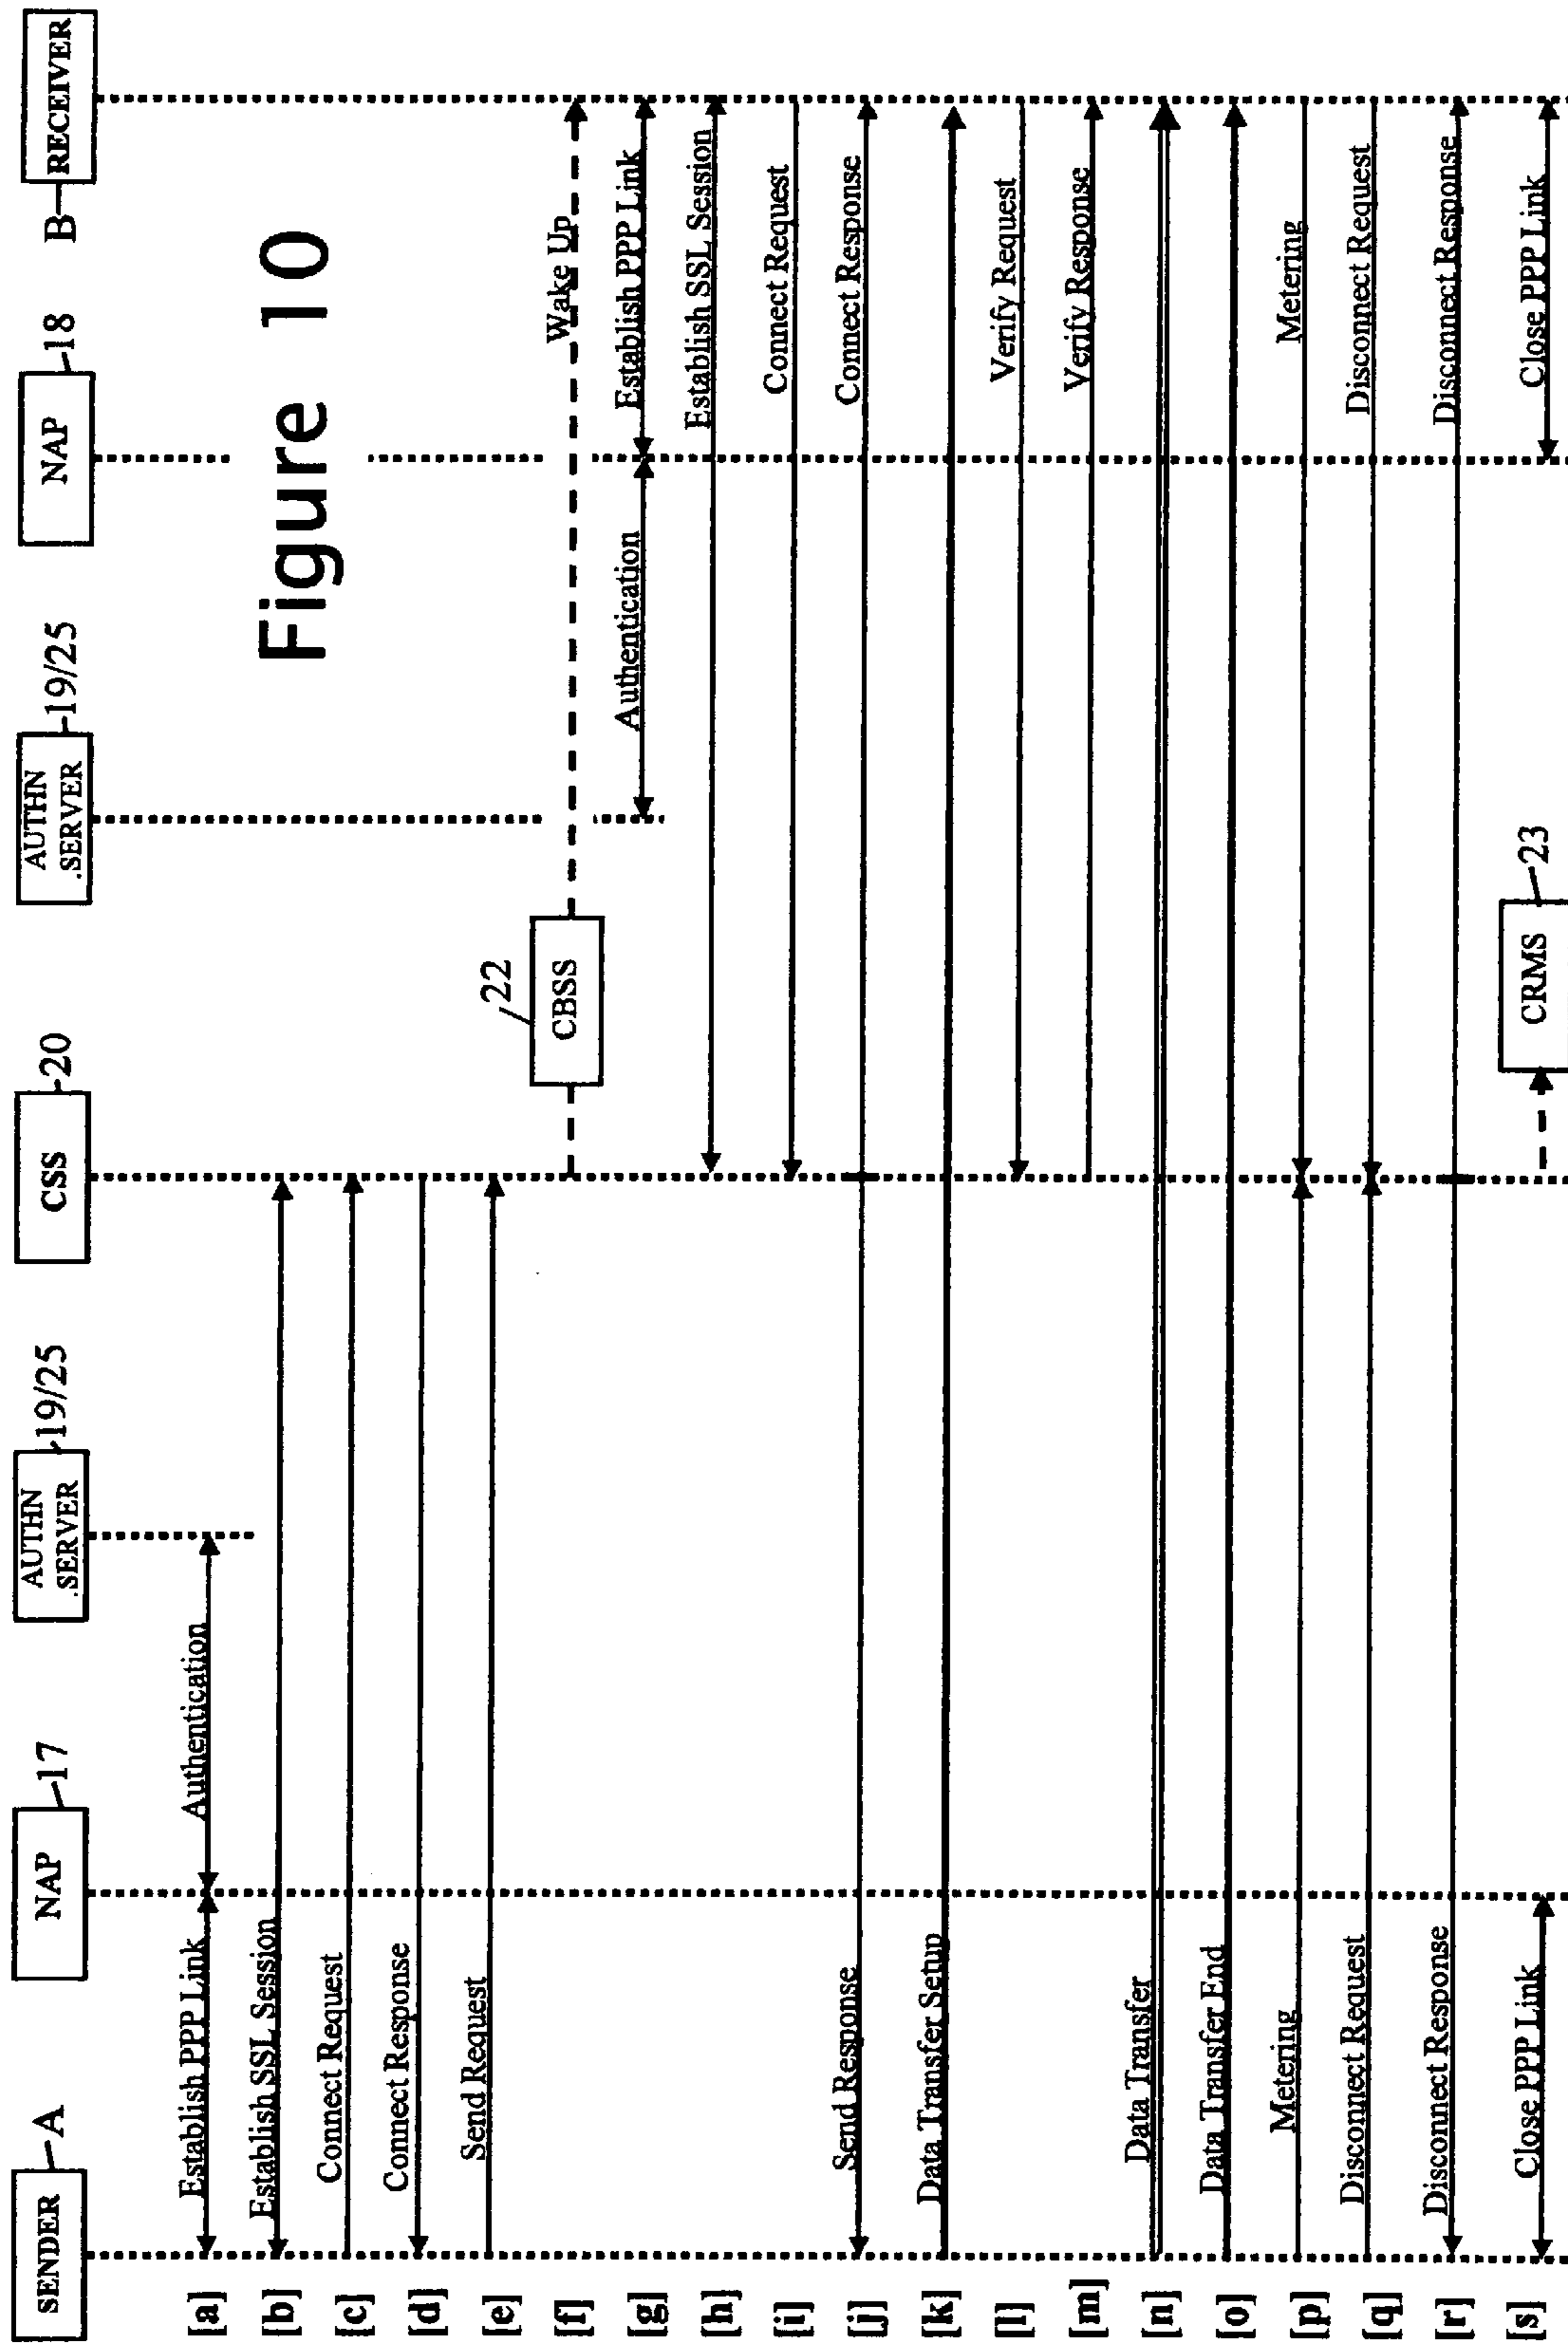 SENDER
A
NAP
17
AUTHN
.SERVER
19/25
CSS
20
AUTHN
.SERVER
19/25
NAP
18
RECEIVER
B
Figure 10
[a]
Establish PPP Link
Authentication
[b]
Establish SSL Session
[c]
Connect Request
[d]
Connect Response
[e]
Send Request
[f]
22
CBSS
Wake Up
[g]
Authentication
Establish PPP Link
[h]
Establish SSL Session
[i]
Connect Request
[j]
Send Response
Connect Response
[k]
Data Transfer Setup
[l]
Verify Request
[m]
Verify Response
[n]
Data Transfer
[o]
Data Transfer End
[p]
Metering
Metering
[q]
Disconnect Request
Disconnect Request
[r]
Disconnect Response
Disconnect Response
[s]
Close PPP Link
CRMS
23
Close PPP Link